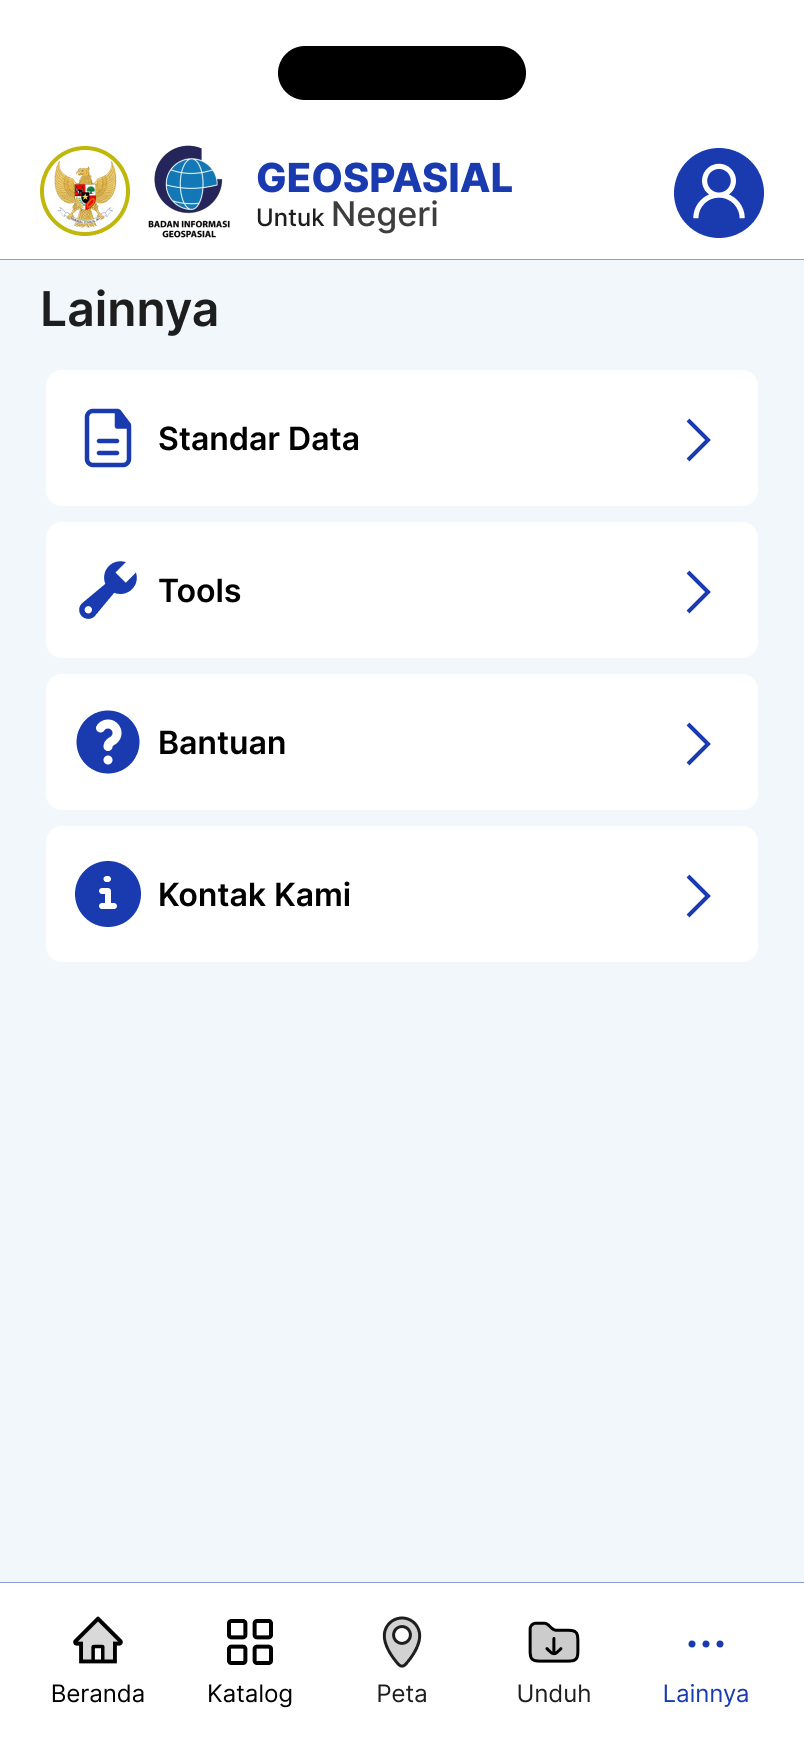 BADAN INFORMASI
GEOSPASIAL
GEOSPASIAL
Untuk Negeri
Lainnya
Standar Data
Tools
Bantuan
Kontak Kami
Beranda
Katalog
Peta
Unduh
Lainnya